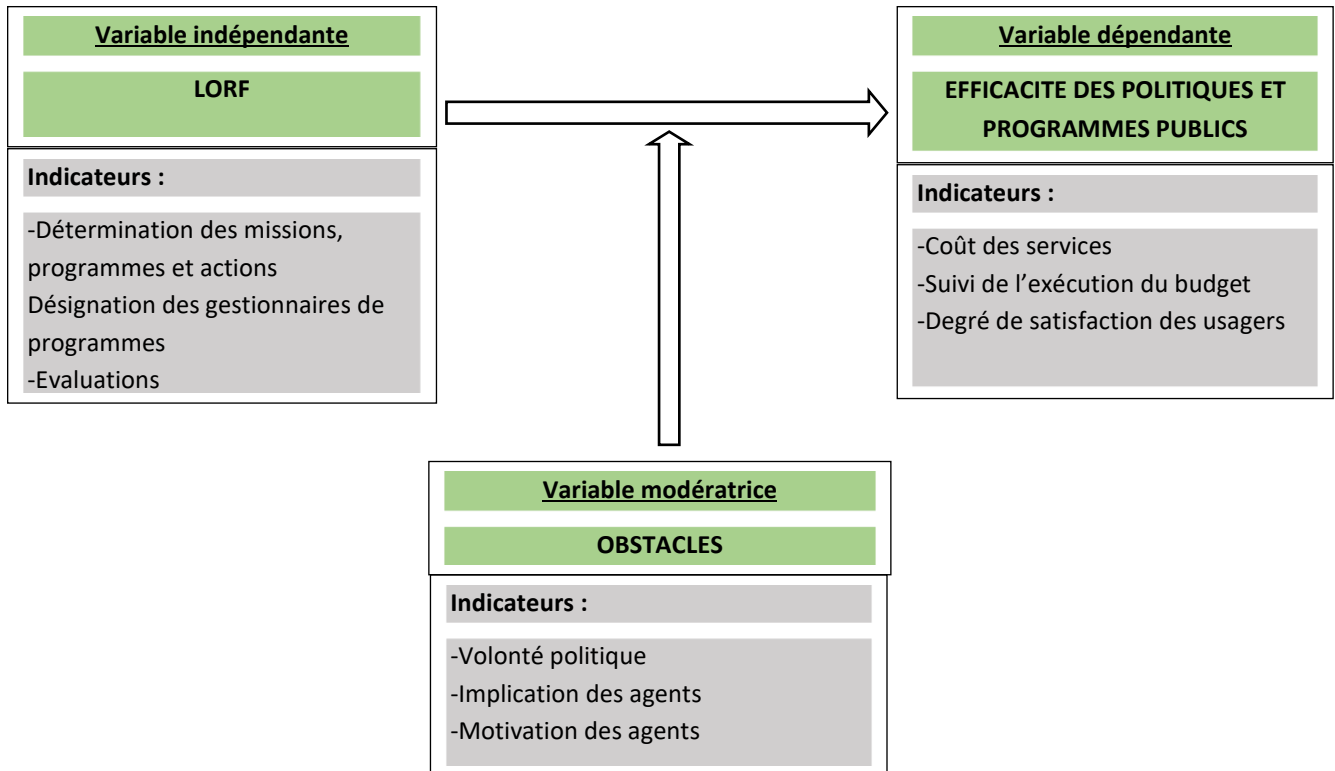 Variable indépendante
LORF
Indicateurs :
-Détermination des missions,
programmes et actions
Désignation des gestionnaires de
programmes
-Evaluations
Variable dépendante
EFFICACITE DES POLITIQUES ET
PROGRAMMES PUBLICS
Indicateurs :
-Coût des services
-Suivi de l’exécution du budget
-Degré de satisfaction des usagers
Variable modératrice
OBSTACLES
Indicateurs :
-Volonté politique
-Implication des agents
-Motivation des agents